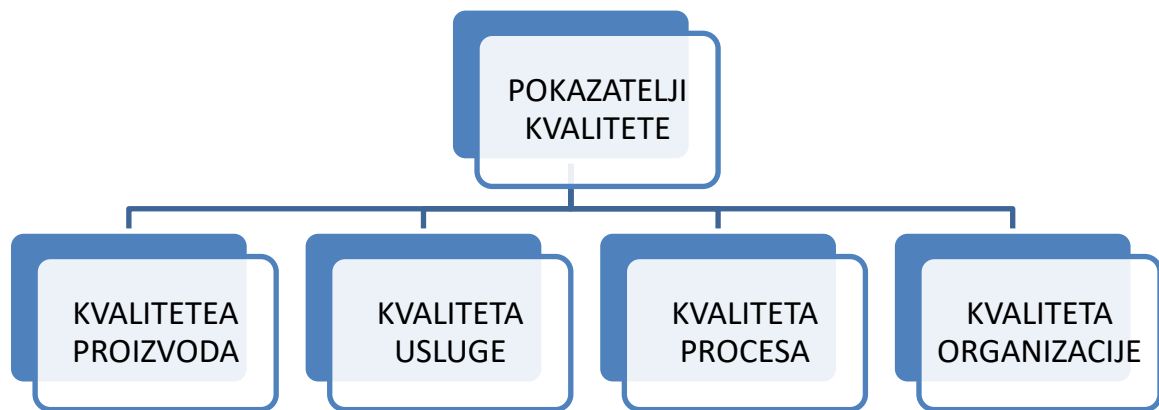 POKAZATELJI
KVALITETE
KVALITETEA
PROIZVODA
KVALITETA
USLUGE
KVALITETA
PROCESA
KVALITETA
ORGANIZACIJE